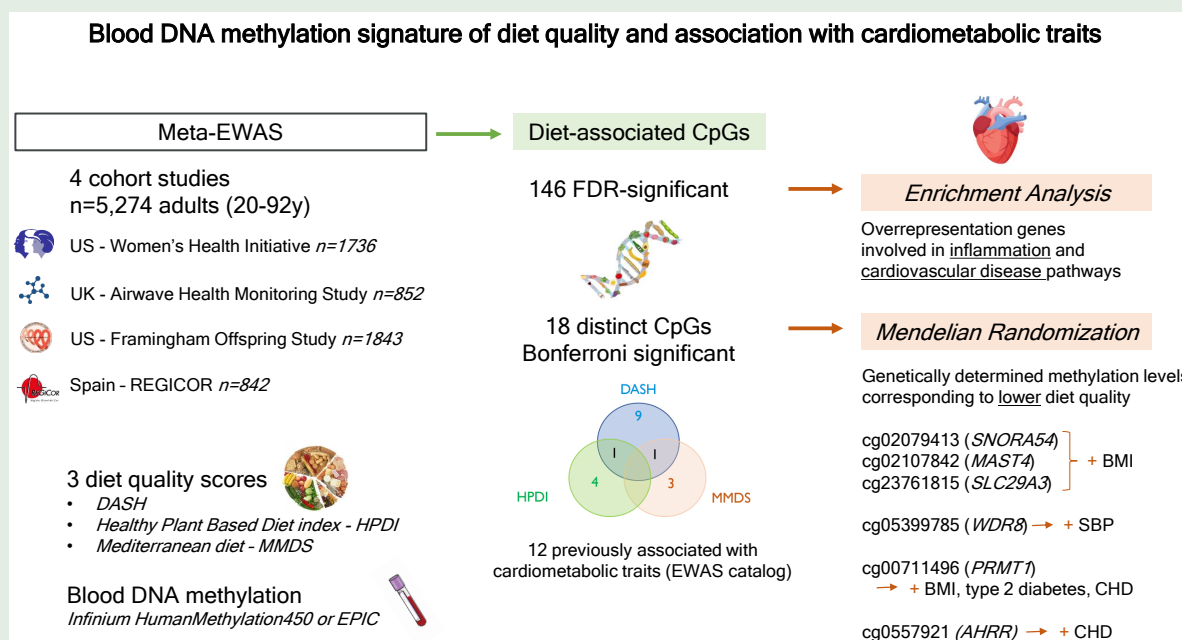 Blood DNA methylation signature of diet quality and association with cardiometabolic traits
Meta-EWAS
4 cohort studies
n=5,274 adults (20-92y)
US - Women's Health Initiative n=1736
UK - Airwave Health Monitoring Study n=852
US - Framingham Offspring Study n=1843
REGICOR
Spain - REGICOR n=842
3 diet quality scores
• DASH
• Healthy Plant Based Diet index - HPDI
• Mediterranean diet - MMDS
Blood DNA methylation
Infinium HumanMethylation450 or EPIC
Diet-associated CpGs
146 FDR-significant
18 distinct CpGs
Bonferroni significant
DASH
9
1 1
4 3
HPDI MMDS
12 previously associated with
cardiometabolic traits (EWAS catalog)
Enrichment Analysis
Overrepresentation genes
involved in inflammation and
cardiovascular disease pathways
Mendelian Randomization
Genetically determined methylation levels
corresponding to lower diet quality
cg02079413 (SNORA54)
cg02107842 (MAST4) + BMI
cg23761815 (SLC29A3)
cg05399785 (WDR8) → + SBP
cg00711496 (PRMT1)
→ + BMI, type 2 diabetes, CHD
cg0557921 (AHRR) → + CHD